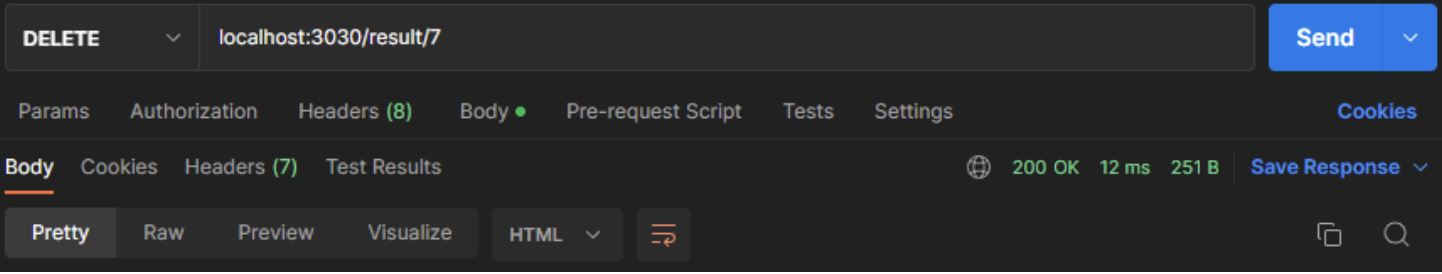 DELETE localhost:3030/result/7 Send
Params Authorization Headers (8) Body Pre-request Script Tests Settings Cookies
Body Cookies Headers (7) Test Results 200 OK 12 ms 251 B Save Response
Pretty Raw Preview Visualize HTML